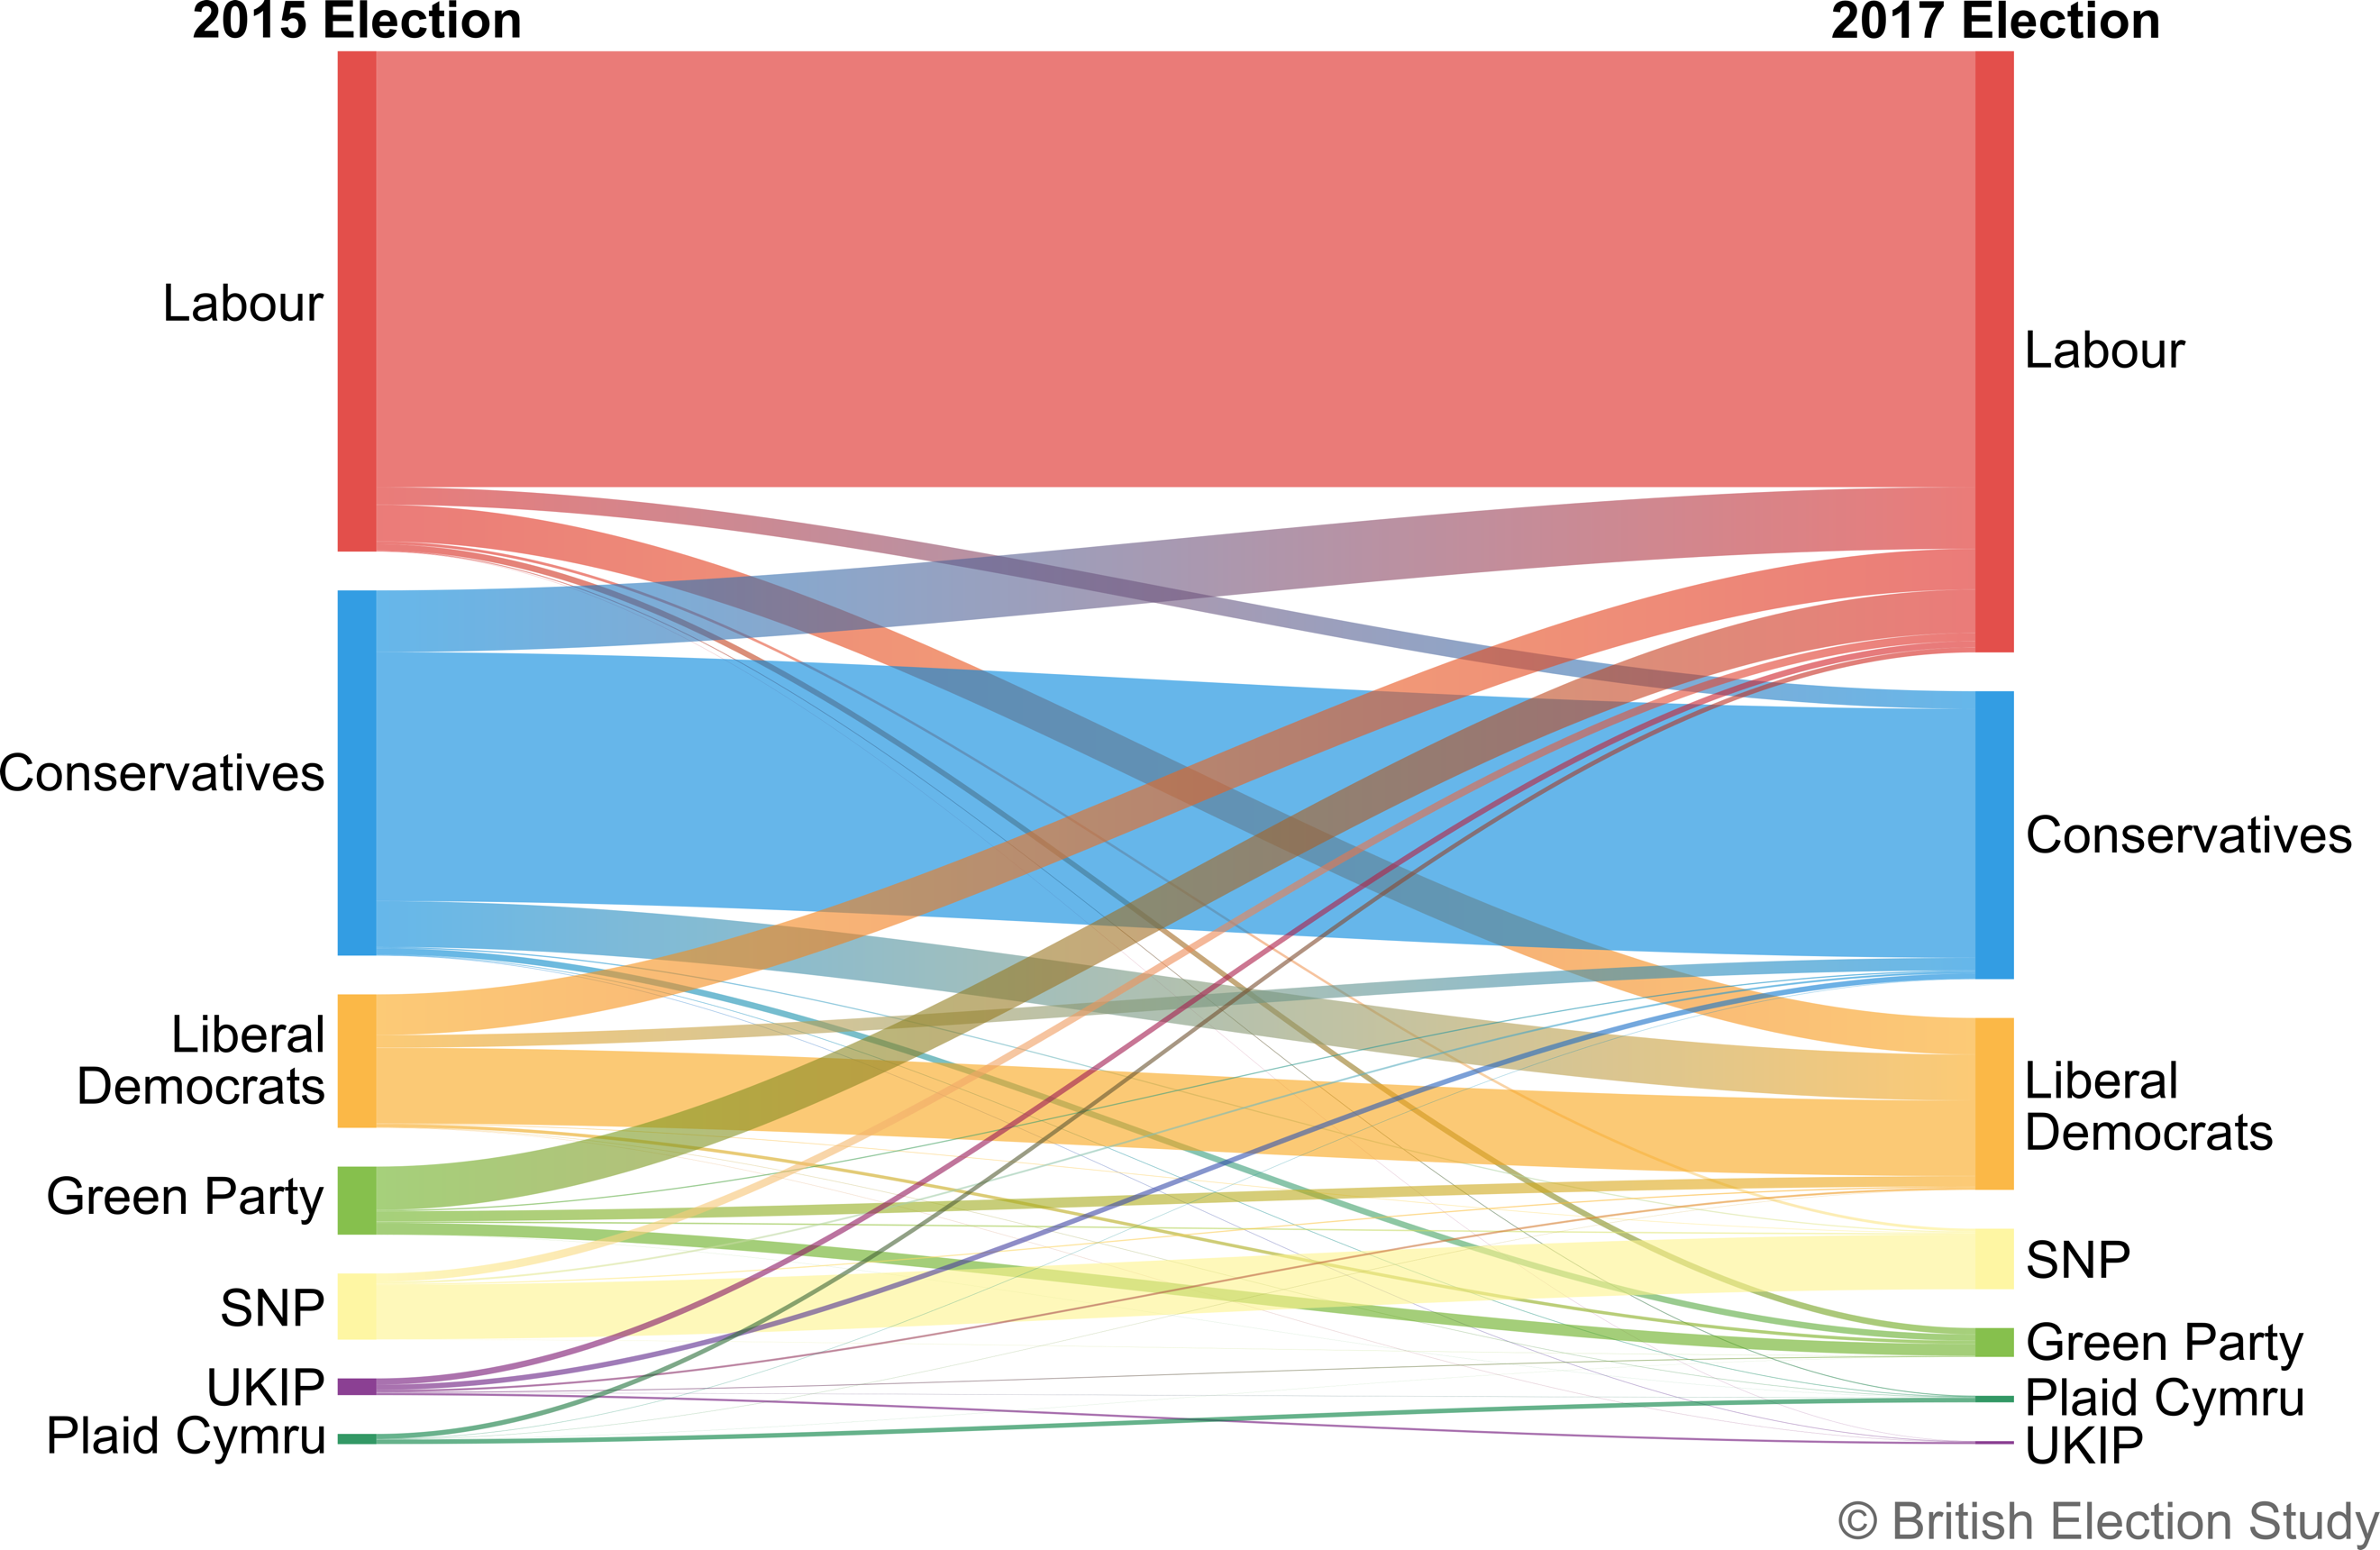 2015 Election
2017 Election
Labour
Conservatives
Liberal
Democrats
Green Party
SNP
UKIP
Plaid Cymru
Labour
Conservatives
Liberal
Democrats
SNP
Green Party
Plaid Cymru
UKIP
© British Election Study